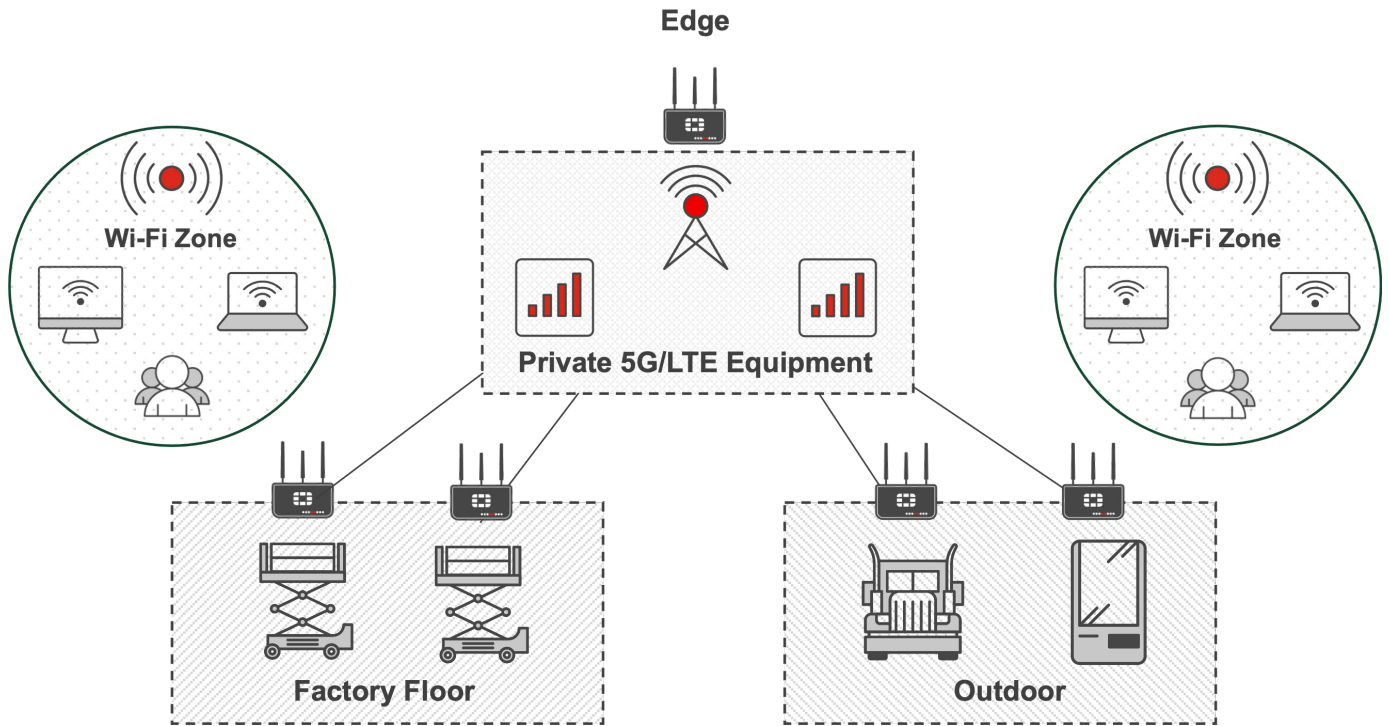 Edge
Wi-Fi Zone
Wi-Fi Zone
Private 5G/LTE Equipment
Factory Floor
Outdoor